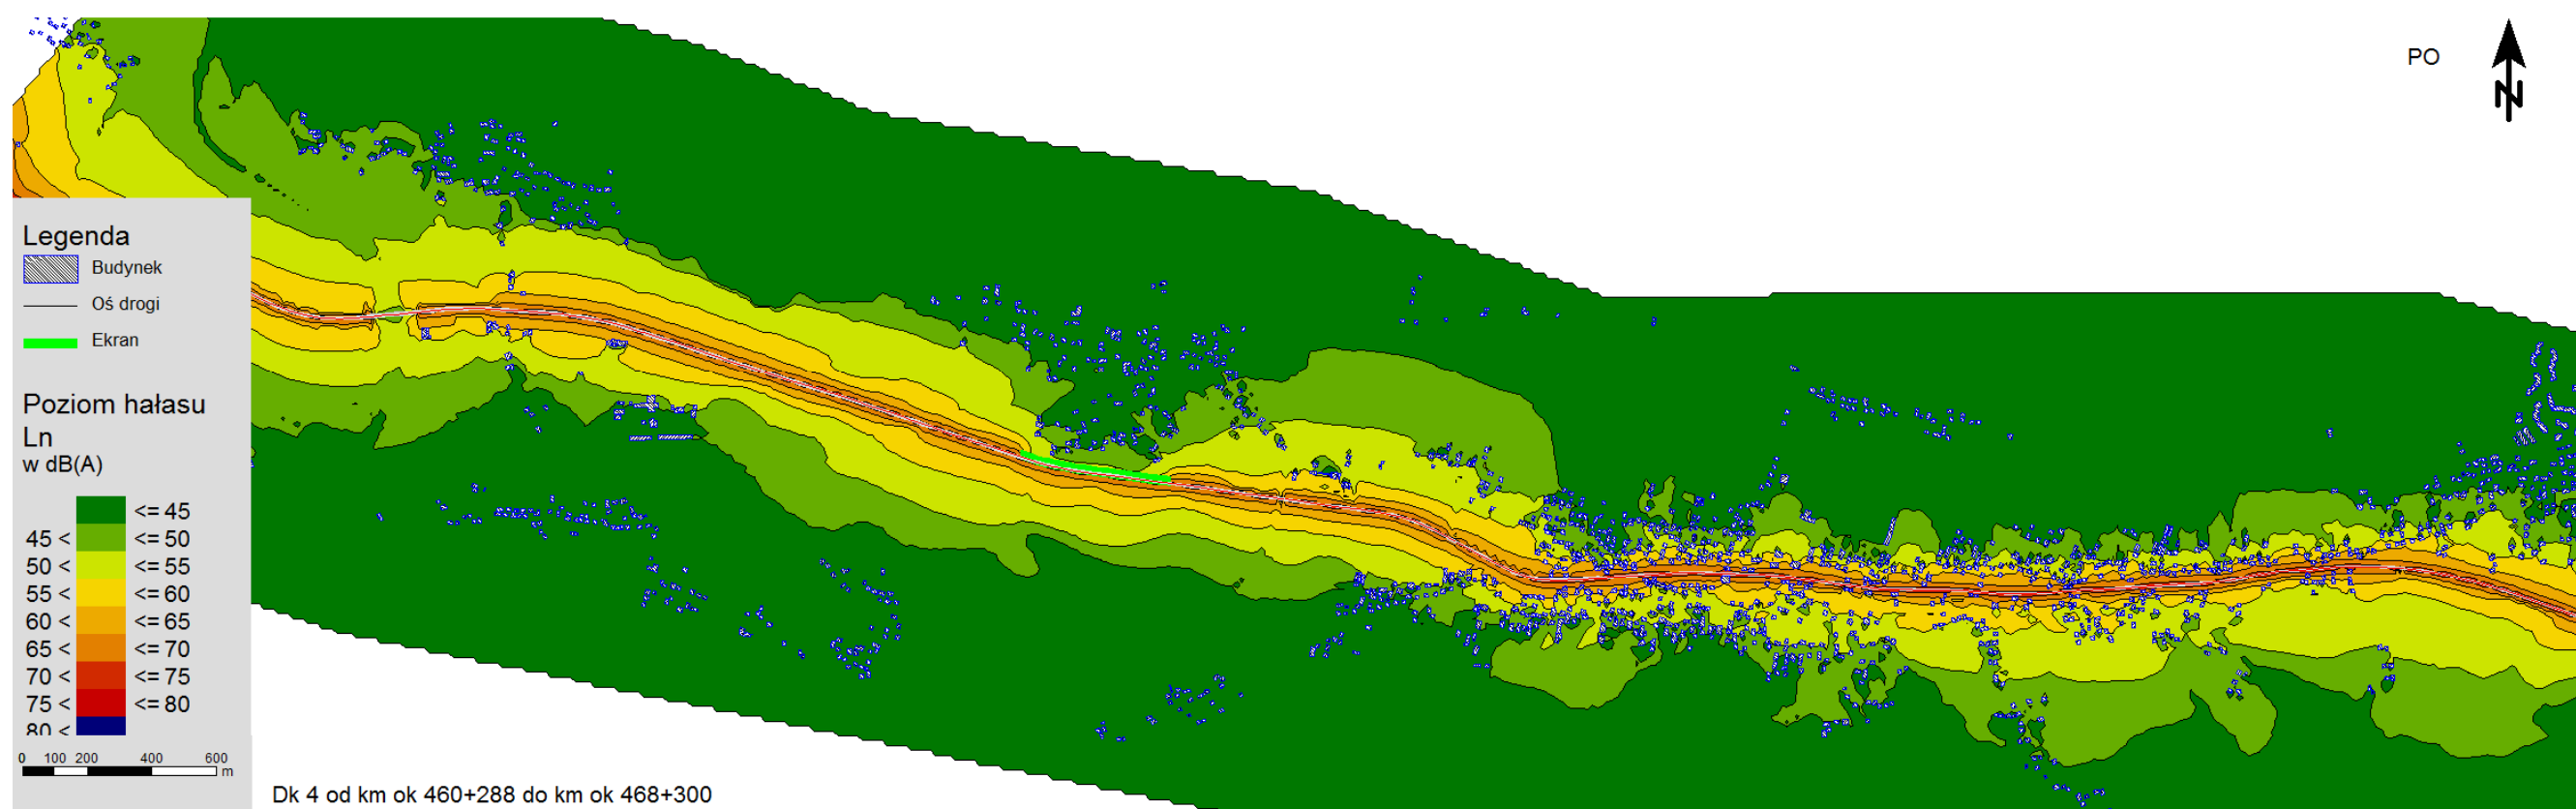 PO
N
Legenda
Budynek
Oś drogi
Ekran
Poziom hałasu
Ln
w dB(A)
<= 45
45 < <= 50
50 < <= 55
55 < <= 60
60 < <= 65
65 < <= 70
70 < <= 75
75 < <= 80
80 <
0 100 200 400 600
m
Dk 4 od km ok 460+288 do km ok 468+300